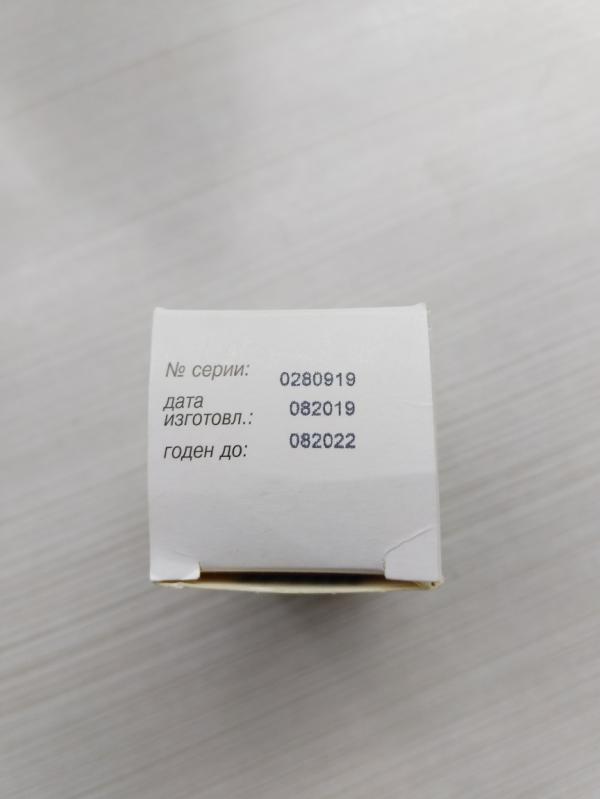 № серии: 0280919
дата
изготовл.: 082019
годен до: 082022